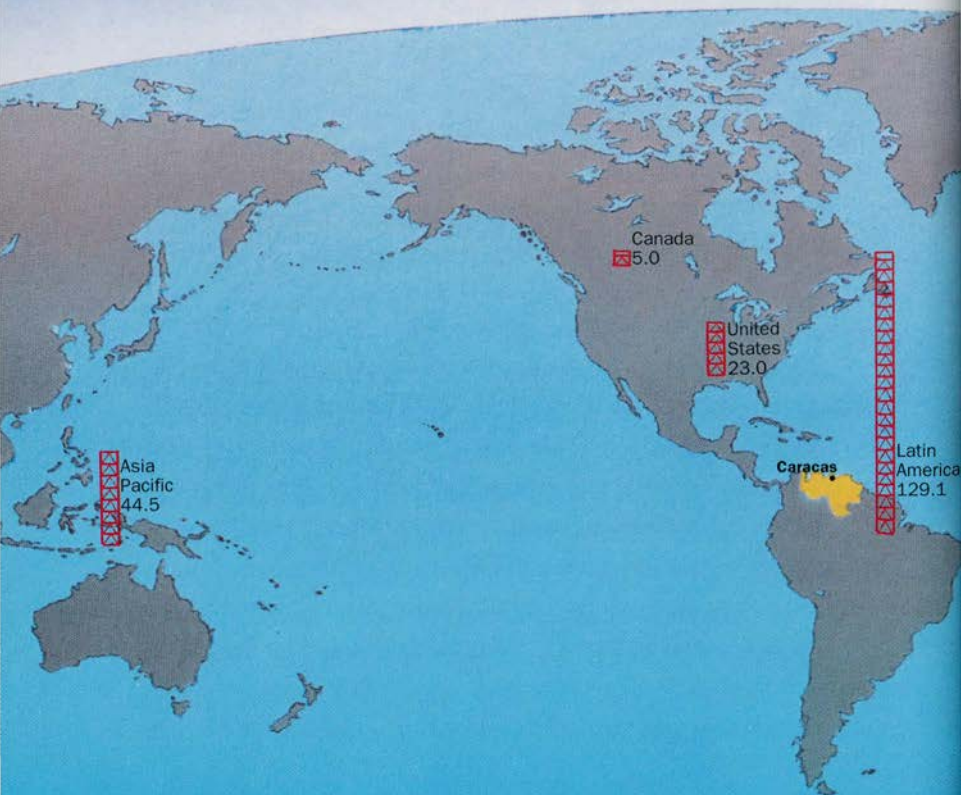 Canada
5.0
United
States
23.0
Asia
Pacific
44.5
Caracas
Latin
America
129.1